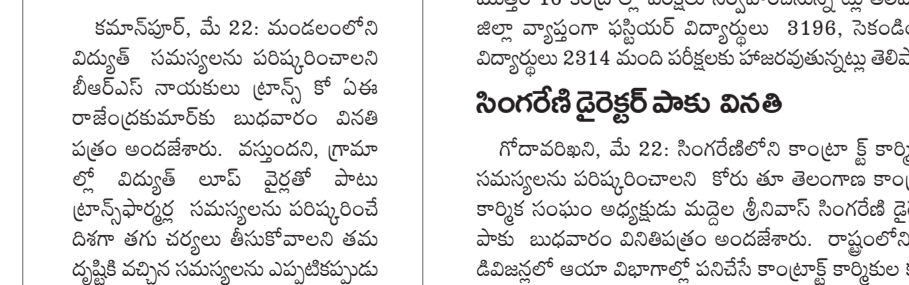 కమాన్‌పూర్, మే 22: మండలంలోని
విద్యుత్ సమస్యలను పరిష్కరించాలని
బీఆర్ఎస్ నాయకులు ట్రాన్స్ కో ఏఈ
రాజేంద్రకుమార్‌కు బుధవారం వినతి
పత్రం అందజేశారు. వస్తుందని, గ్రామా
ల్లో విద్యుత్ లూప్ వైర్లతో పాటు
ట్రాన్స్‌ఫార్మర్ల సమస్యలను పరిష్కరించే
దిశగా తగు చర్యలు తీసుకోవాలని తమ
దృష్టికి వచ్చిన సమస్యలను ఎప్పటికప్పుడు
జిల్లా వ్యాప్తంగా ఫస్టియర్ విద్యార్థులు 3196,
విద్యార్థులు 2314 మంది పరీక్షలకు హాజరవుతున్నట్లు
సింగరేణి డైరెక్టర్ పాకు వినతి
గోదావరిఖని, మే 22: సింగరేణిలోని కాంట్రా క్ట్
సమస్యలను పరిష్కరించాలని కోరు తూ తెలంగాణ
కార్మిక సంఘం అధ్యక్షుడు మద్దెల శ్రీనివాస్ సింగరేణి
పాకు బుధవారం వినితిపత్రం అందజేశారు. రాష్ట్రంలోని
డివిజన్లలో ఆయా విభాగాల్లో పనిచేసే కాంట్రాక్ట్ కార్మికుల